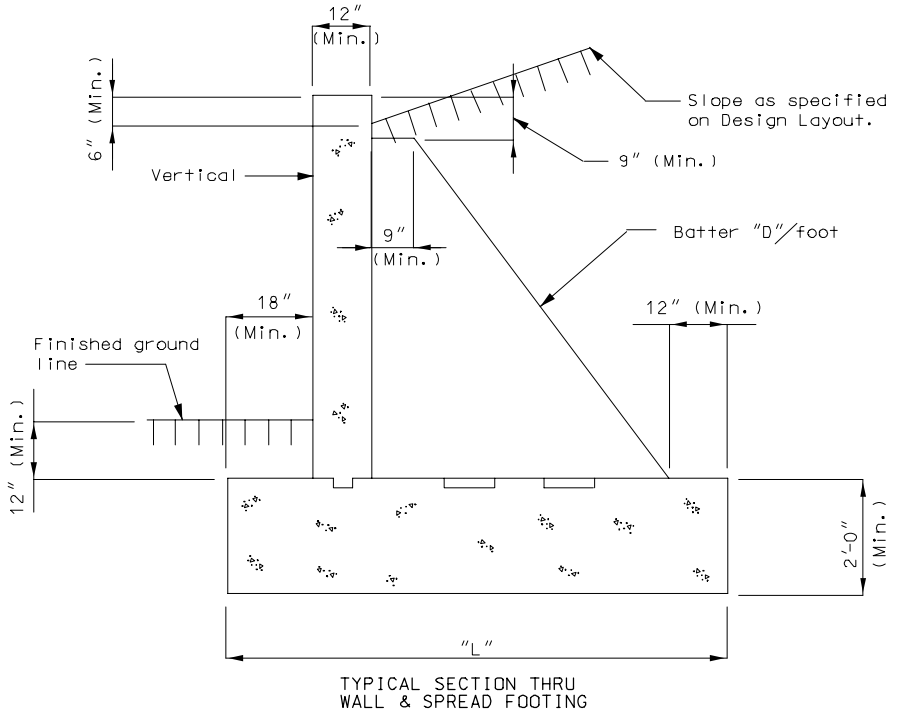 12"
(Min.)
6" (Min.)
Slope as specified
on Design Layout.
9" (Min.)
Vertical
9"
(Min.)
Batter "D"/foot
18"
(Min.)
12" (Min.)
Finished ground
line
12" (Min.)
2'-0"
(Min.)
"L"
TYPICAL SECTION THRU
WALL & SPREAD FOOTING